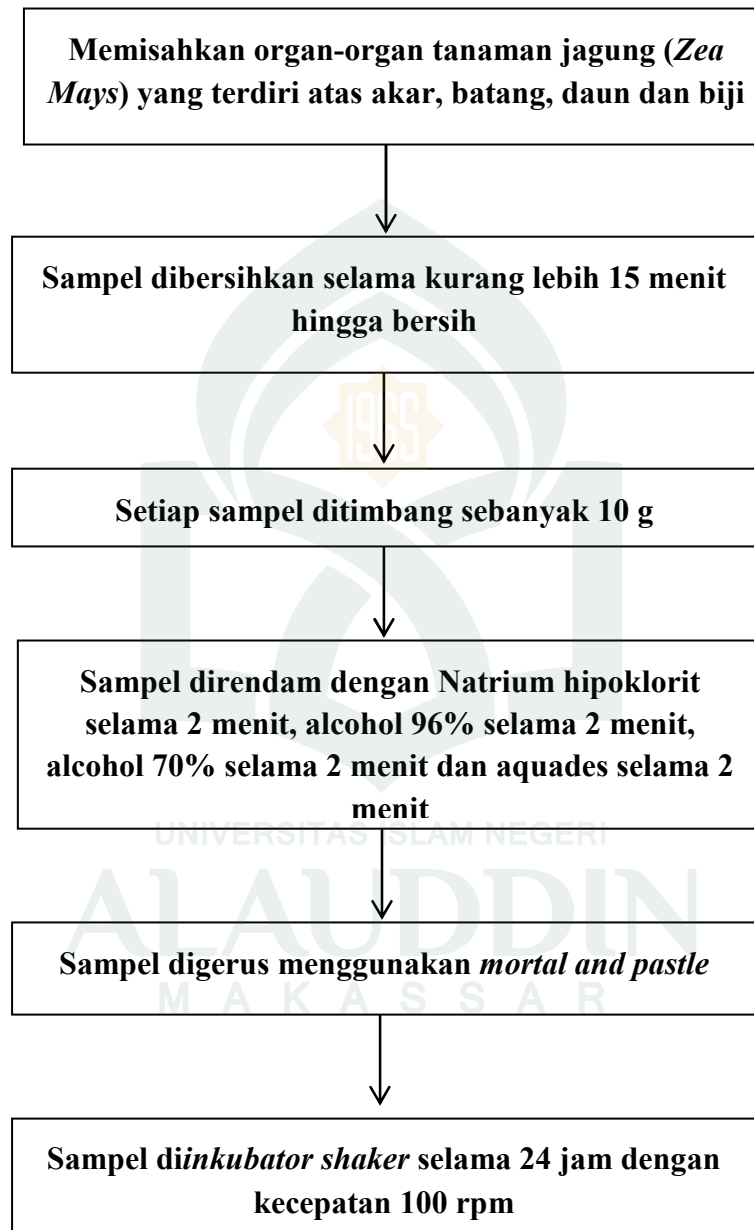 Memisahkan organ-organ tanaman jagung (Zea
Mays) yang terdiri atas akar, batang, daun dan biji
Sampel dibersihkan selama kurang lebih 15 menit
hingga bersih
1965
Setiap sampel ditimbang sebanyak 10 g
Sampel direndam dengan Natrium hipoklorit
selama 2 menit, alcohol 96% selama 2 menit,
alcohol 70% selama 2 menit dan aquades selama 2
menit
UNIVERSITAS ISLAM NEGERI
ALAUDDIN
Sampel digerus menggunakan mortal and pastle
MAKASSAR
Sampel diinkubator shaker selama 24 jam dengan
kecepatan 100 rpm